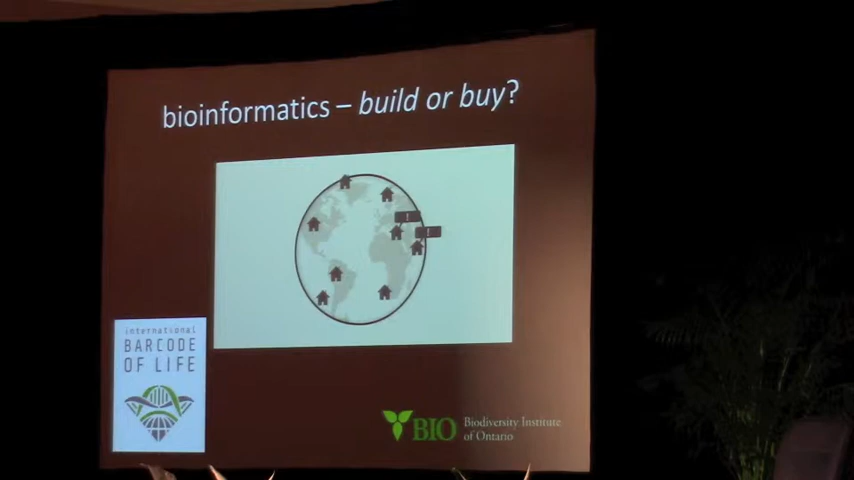 bioinformatics – build or buy?
!
!
international
BARCODE
OF LIFE
BIO
Biodiversity Institute
of Ontario